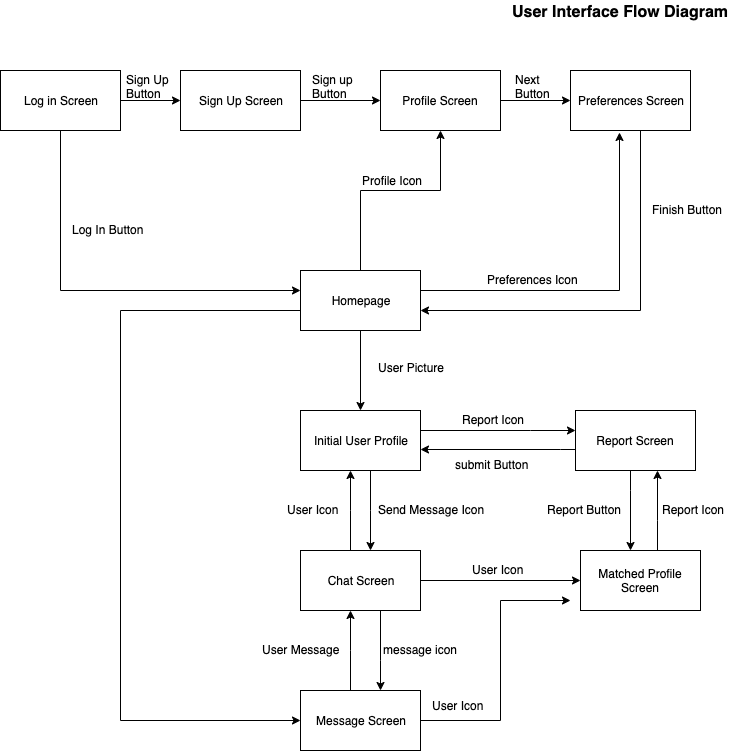 User Interface Flow Diagram
Sign Up
Button
Sign up
Button
Next
Button
Log in Screen
Sign Up Screen
Profile Screen
Preferences Screen
Profile Icon
Finish Button
Log In Button
Preferences Icon
Homepage
User Picture
Report Icon
Initial User Profile
Report Screen
submit Button
User Icon
Send Message Icon
Report Button
Report Icon
User Icon
Chat Screen
Matched Profile
Screen
User Message
message icon
User Icon
Message Screen